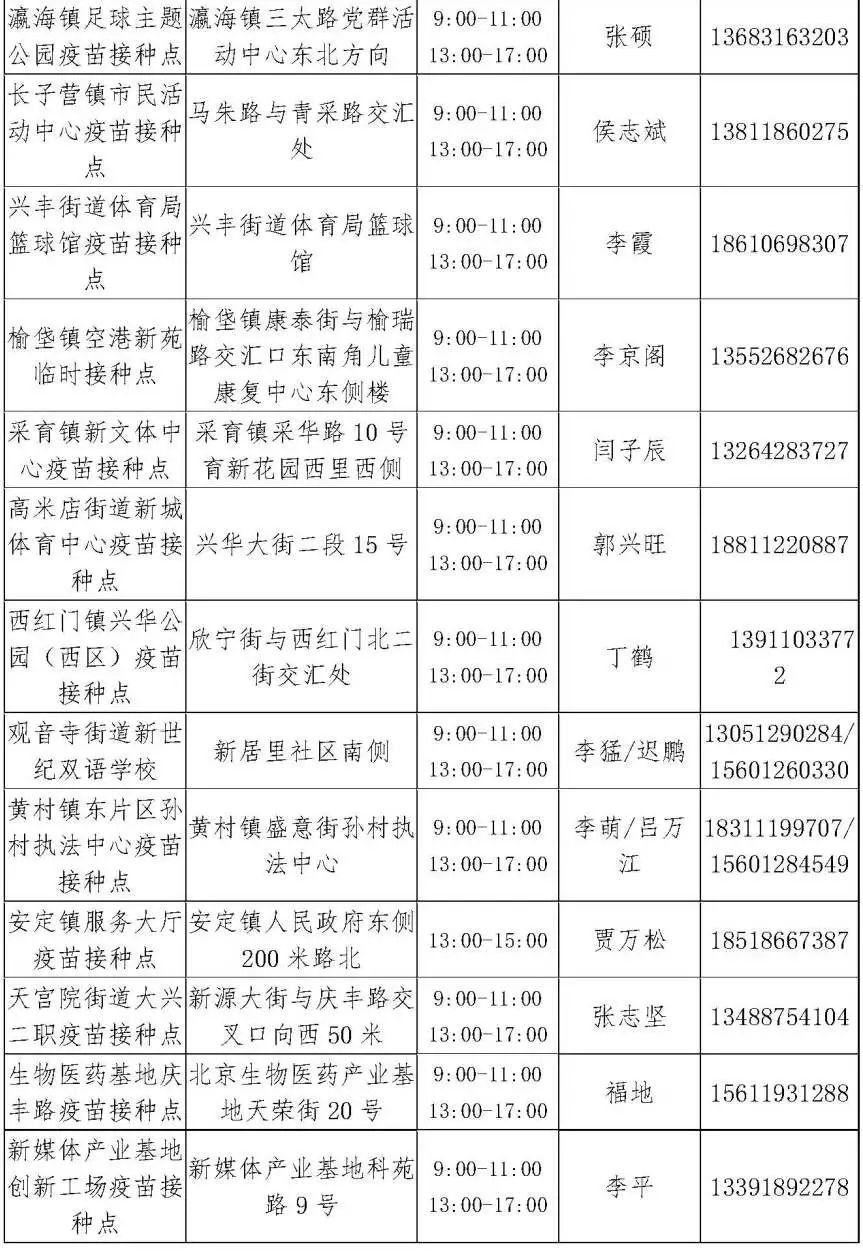 瀛海镇足球主题
公园疫苗接种点
瀛海镇三太路党群活
动中心东北方向
9:00-11:00
13:00-17:00
张硕
13683163203
长子营镇市民活
动中心疫苗接种
点
马朱路与青采路交汇
处
9:00-11:00
13:00-17:00
侯志斌
13811860275
兴丰街道体育局
篮球馆疫苗接种
点
兴丰街道体育局篮球
馆
9:00-11:00
13:00-17:00
李霞
18610698307
榆垡镇空港新苑
临时接种点
榆垡镇康泰街与榆瑞
路交汇口东南角儿童
康复中心东侧楼
9:00-11:00
13:00-17:00
李京阁
13552682676
采育镇新文体中
心疫苗接种点
采育镇采华路 10 号
育新花园西里西侧
9:00-11:00
13:00-17:00
闫子辰
13264283727
高米店街道新城
体育中心疫苗接
种点
兴华大街二段 15 号
9:00-11:00
13:00-17:00
郭兴旺
18811220887
西红门镇兴华公
园（西区）疫苗
接种点
欣宁街与西红门北二
街交汇处
9:00-11:00
13:00-17:00
丁鹤
1391103377
2
观音寺街道新世
纪双语学校
新居里社区南侧
9:00-11:00
13:00-17:00
李猛/迟鹏
13051290284/
15601260330
黄村镇东片区孙
村执法中心疫苗
接种点
黄村镇盛意街孙村执
法中心
9:00-11:00
13:00-17:00
李萌/吕万
江
18311199707/
15601284549
安定镇服务大厅
疫苗接种点
安定镇人民政府东侧
200 米路北
13:00-15:00
贾万松
18518667387
天宫院街道大兴
二职疫苗接种点
新源大街与庆丰路交
叉口向西 50 米
9:00-11:00
13:00-17:00
张志坚
13488754104
生物医药基地庆
丰路疫苗接种点
北京生物医药产业基
地天荣街 20 号
9:00-11:00
13:00-17:00
福地
15611931288
新媒体产业基地
创新工场疫苗接
种点
新媒体产业基地科苑
路 9 号
9:00-11:00
13:00-17:00
李平
13391892278